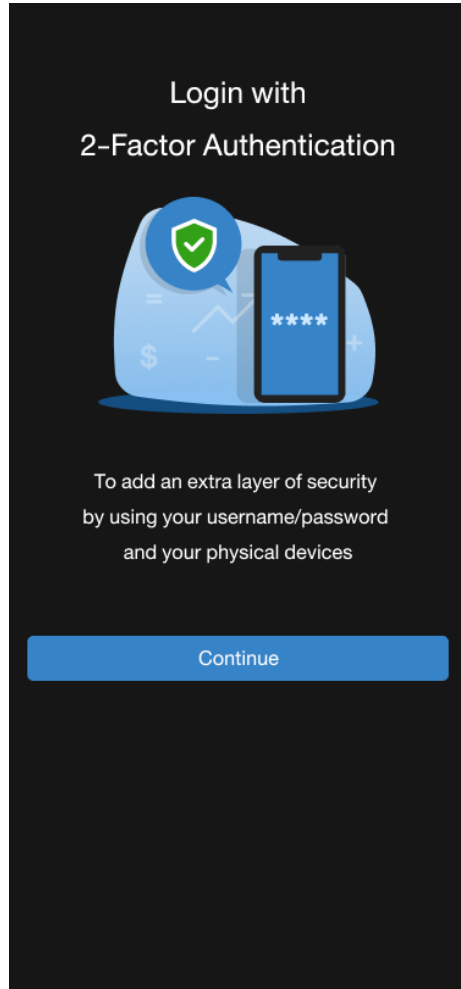 Login with
2-Factor Authentication
= –
****
$ – +
To add an extra layer of security
by using your username/password
and your physical devices
Continue